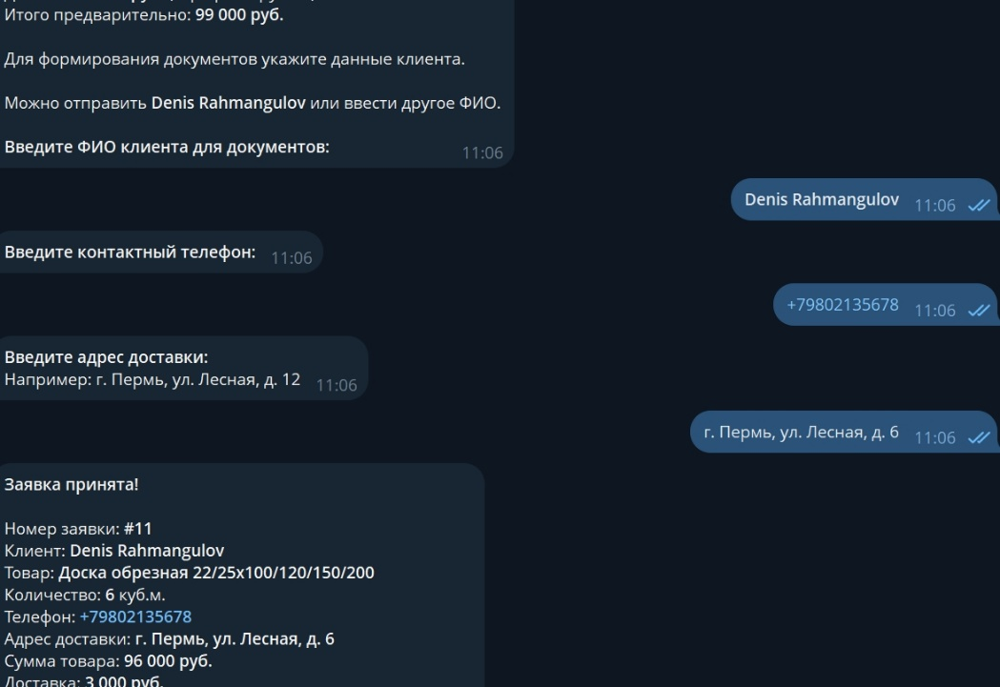 Итого предварительно: 99 000 руб.
Для формирования документов укажите данные клиента.
Можно отправить Denis Rahmangulov или ввести другое ФИО.
Введите ФИО клиента для документов:
11:06
Denis Rahmangulov 11:06
Введите контактный телефон: 11:06
+79802135678 11:06
Введите адрес доставки:
Например: г. Пермь, ул. Лесная, д. 12 11:06
г. Пермь, ул. Лесная, д. 6 11:06
Заявка принята!
Номер заявки: #11
Клиент: Denis Rahmangulov
Товар: Доска обрезная 22/25х100/120/150/200
Количество: 6 куб.м.
Телефон: +79802135678
Адрес доставки: г. Пермь, ул. Лесная, д. 6
Сумма товара: 96 000 руб.
Доставка: 3 000 руб.